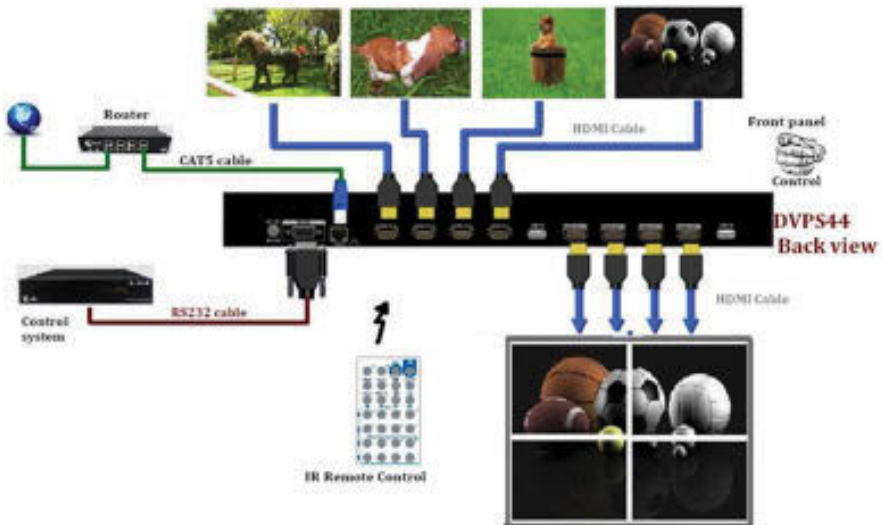 Router
CAT5 cable
HDMI Cable
Front panel
Control
DVPS44
Back view
Control
system
RS232 cable
HDMI Cable
IR Remote Control